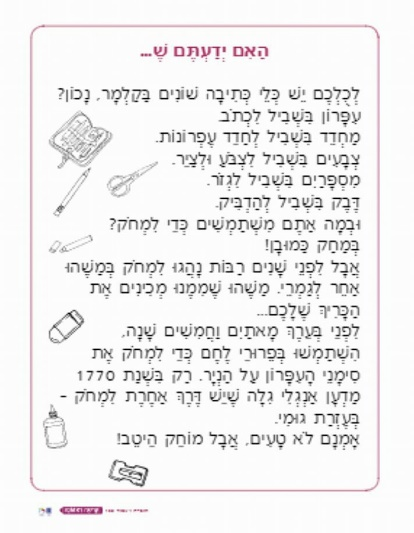 הַאִם יְדַעְתֶּם שֶׁ...
לְכֻלְּכֶם יֵשׁ כְּלֵי כְּתִיבָה שׁוֹנִים בַּקַּלְמָר, נָכוֹן?
עִפָּרוֹן בִּשְׁבִיל לִכְתֹּב.
מְחַדֵּד בִּשְׁבִיל לְחַדֵּד עֶפְרוֹנוֹת.
צְבָעִים בִּשְׁבִיל לִצְבֹּעַ וּלְצַיֵּר.
מִסְפָּרַיִם בִּשְׁבִיל לִגְזֹר.
דֶּבֶק בִּשְׁבִיל לְהַדְבִּיק.
וּבְמָה אַתֶּם מִשְׁתַּמְּשִׁים כְּדֵי לִמְחֹק?
בְּמַחַק כַּמּוּבָן!
אֲבָל לִפְנֵי שָׁנִים רַבּוֹת נָהֲגוּ לִמְחֹק בְּמַשֶּׁהוּ
אַחֵר לְגַמְרֵי. מַשֶּׁהוּ שֶׁמִּמֶּנּוּ מְכִינִים אֶת
הַכָּרִיךְ שֶׁלָּכֶם...
לִפְנֵי בְּעֵרֶךְ מָאתַיִם וַחֲמִשִּׁים שָׁנָה,
הִשְׁתַּמְּשׁוּ בְּפֵרוּרֵי לֶחֶם כְּדֵי לִמְחֹק אֶת
סִימָנֵי הָעִפָּרוֹן עַל הַנְּיָר. רַק בִּשְׁנַת 1770
מַדְּעָן אַנְגְּלִי גִּלָּה שֶׁיֵּשׁ דֶּרֶךְ אַחֶרֶת לִמְחֹק –
בְּעֶזְרַת גּוּמִי.
אָמְנָם לֹא טָעִים, אֲבָל מוֹחֵק הֵיטֵב!